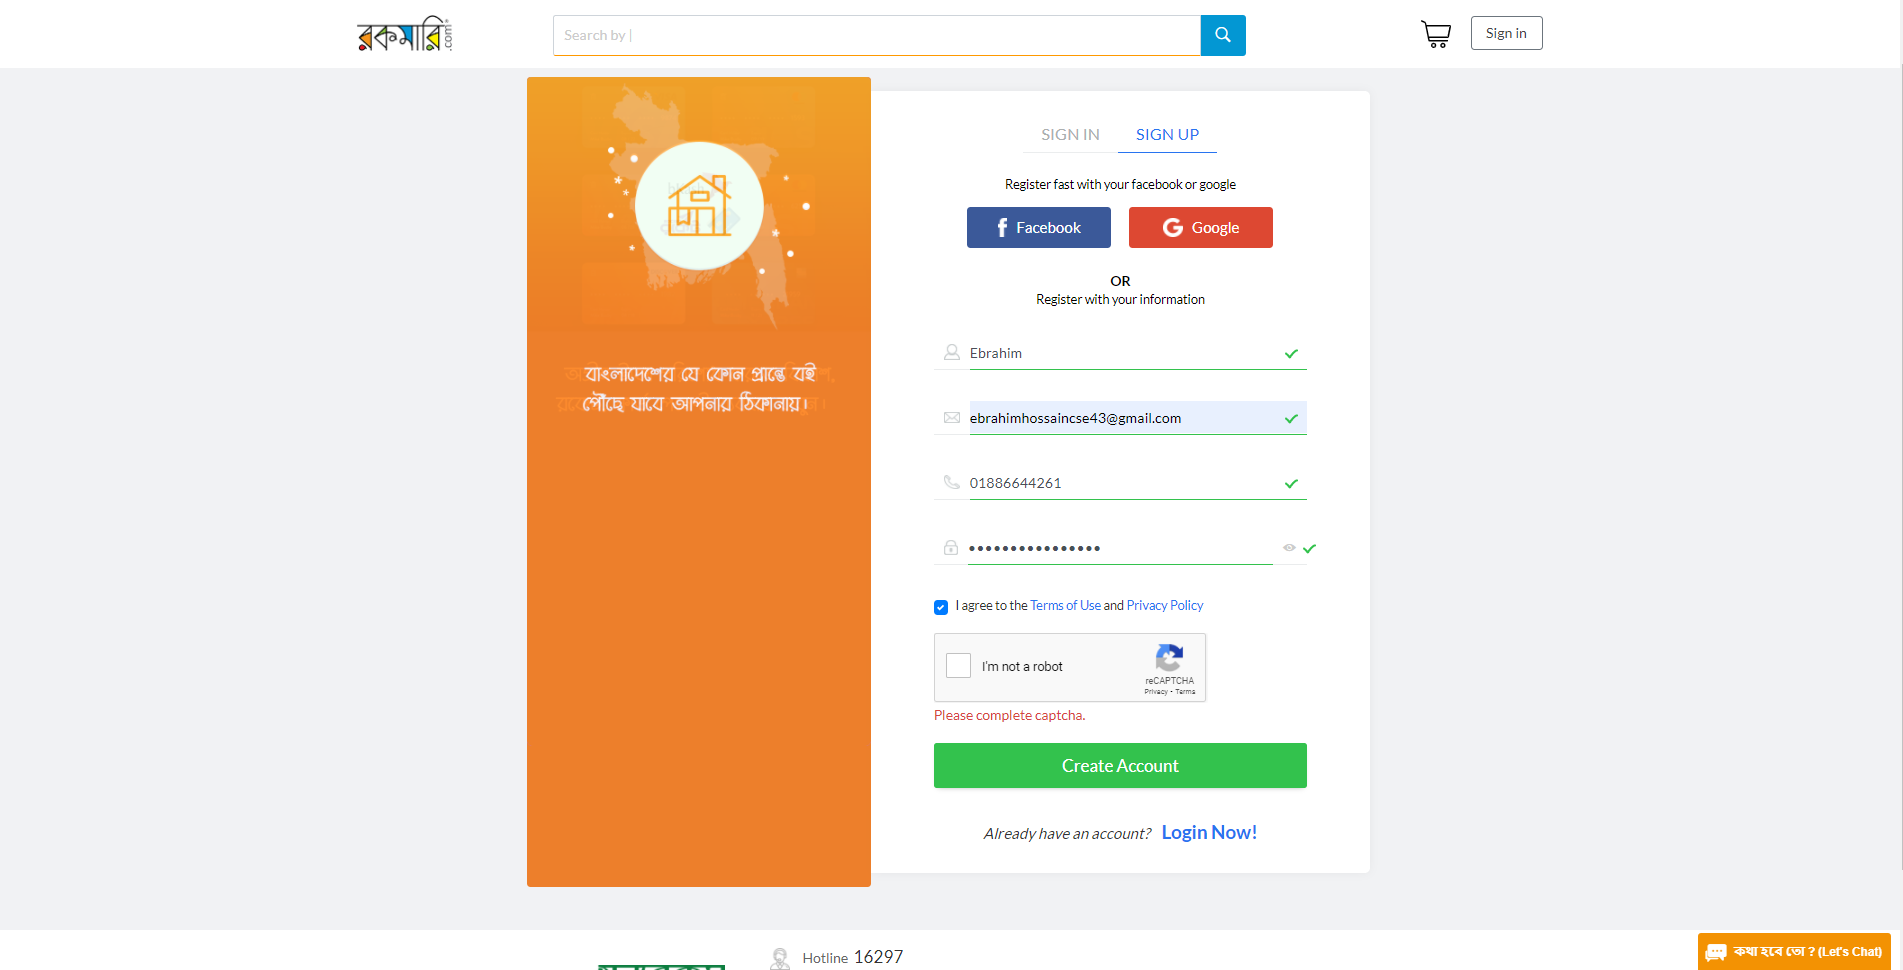 রকমারি.com
Search by |
Sign in
SIGN IN SIGN UP
Register fast with your facebook or google
f Facebook G Google
OR
Register with your information
Ebrahim
ebrahimhossaincse43@gmail.com
01886644261
••••••••••••••••
I agree to the Terms of Use and Privacy Policy
I'm not a robot
reCAPTCHA
Privacy - Terms
Please complete captcha.
Create Account
Already have an account? Login Now!
বাংলাদেশের যে কোন প্রান্তে বই
পৌঁছে যাবে আপনার ঠিকানায়।
Hotline 16297
কথা হবে তো ? (Let's Chat)